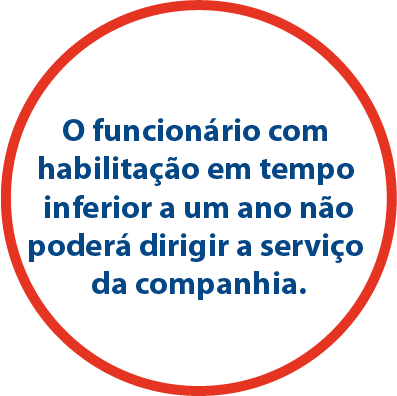 O funcionário com
habilitação em tempo
inferior a um ano não
poderá dirigir a serviço
da companhia.